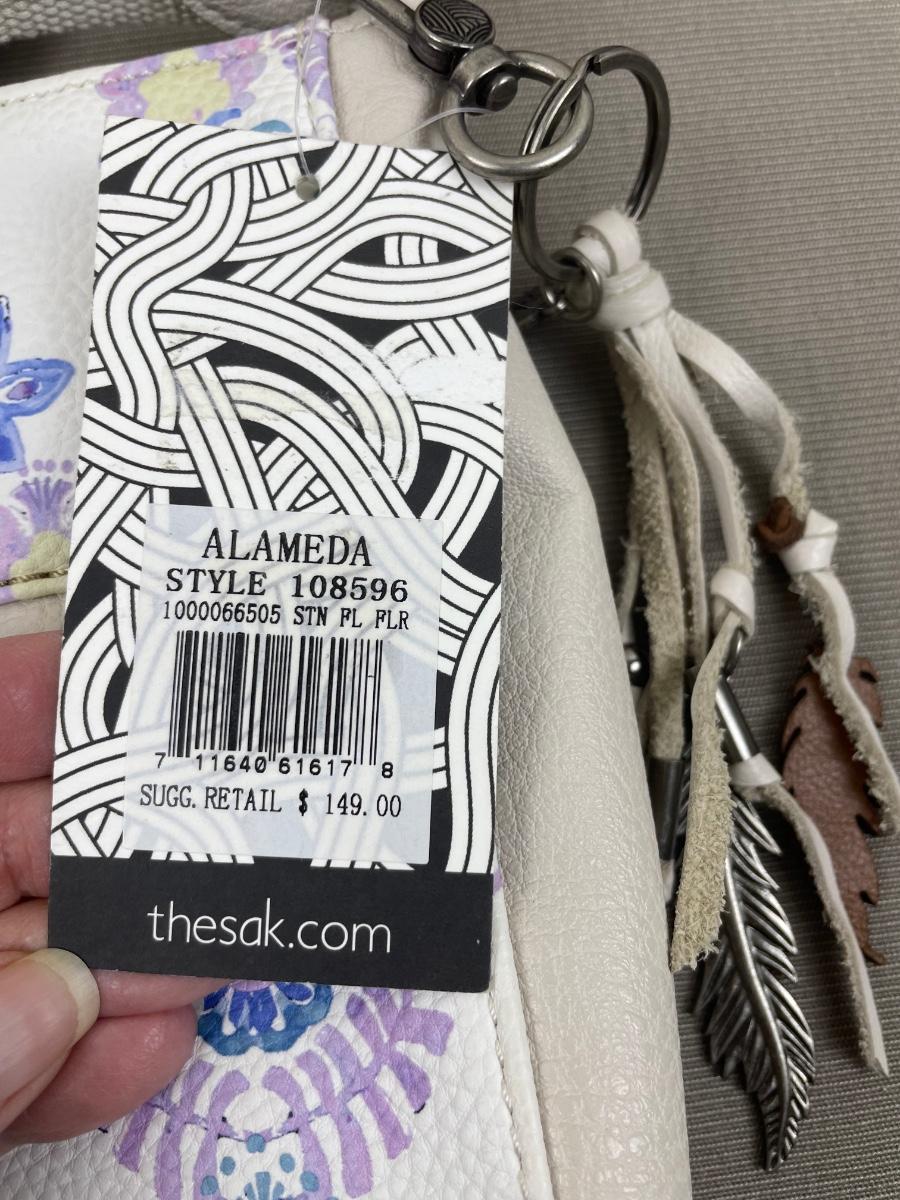 ALAMEDA
STYLE 108596
1000066505 STN FL FLR
7 11640 61617 8
SUGG. RETAIL $ 149.00
thesak.com